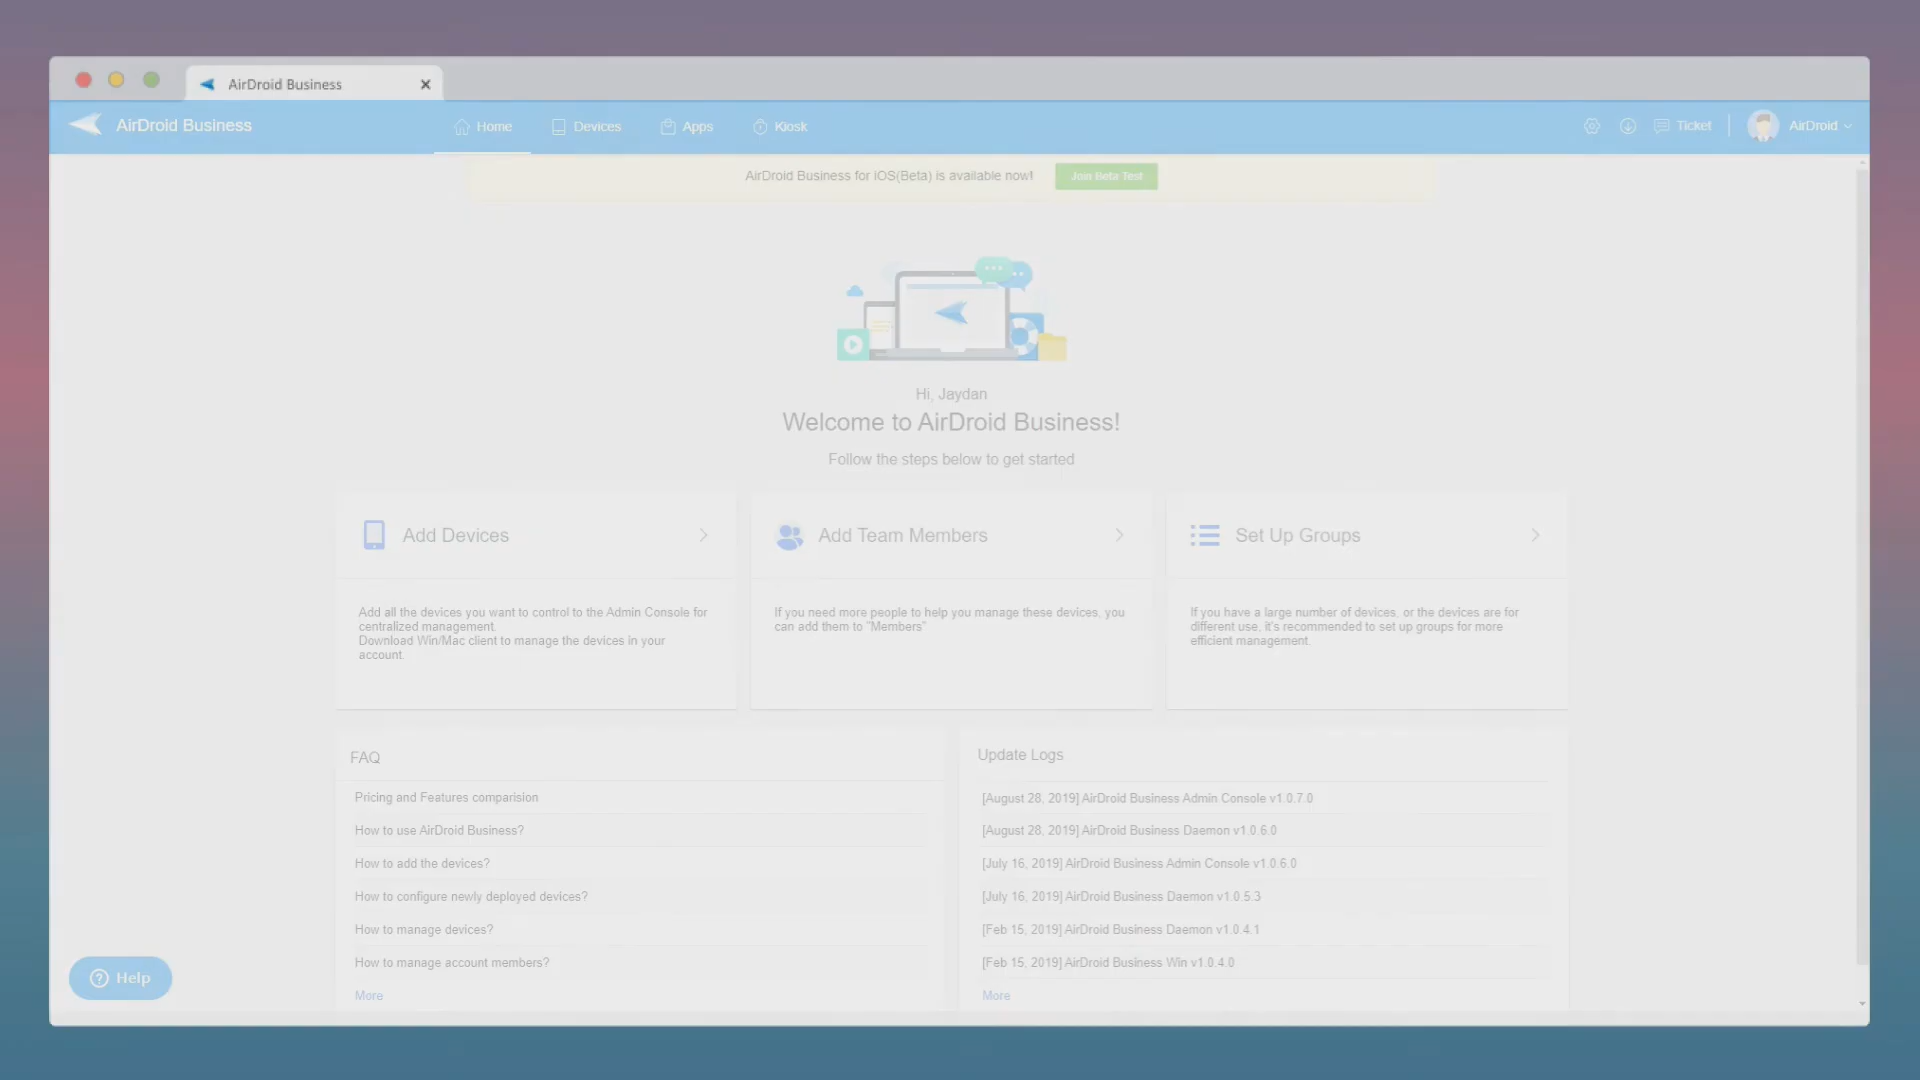 AirDroid Business
AirDroid Business
Home
Devices
Apps
Kiosk
Ticket
AirDroid
AirDroid Business for iOS(Beta) is available now!
Join Beta Test
Hi, Jaydan
Welcome to AirDroid Business!
Follow the steps below to get started
Add Devices
Add all the devices you want to control to the Admin Console for
centralized management.
Download Win/Mac client to manage the devices in your
account.
Add Team Members
If you need more people to help you manage these devices, you
can add them to "Members"
Set Up Groups
If you have a large number of devices, or the devices are for
different use, it's recommended to set up groups for more
efficient management
FAQ
Pricing and Features comparision
How to use AirDroid Business?
How to add the devices?
How to configure newly deployed devices?
How to manage devices?
How to manage account members?
More
Update Logs
[August 28, 2019] AirDroid Business Admin Console v1.0.7.0
[August 28, 2019] AirDroid Business Daemon v1.0.6.0
[July 16, 2019] AirDroid Business Admin Console v1.0.6.0
[July 16, 2019] AirDroid Business Daemon v1.0.5.3
[Feb 15, 2019] AirDroid Business Daemon v1.0.4.1
[Feb 15, 2019] AirDroid Business Win v1.0.4.0
More
Help